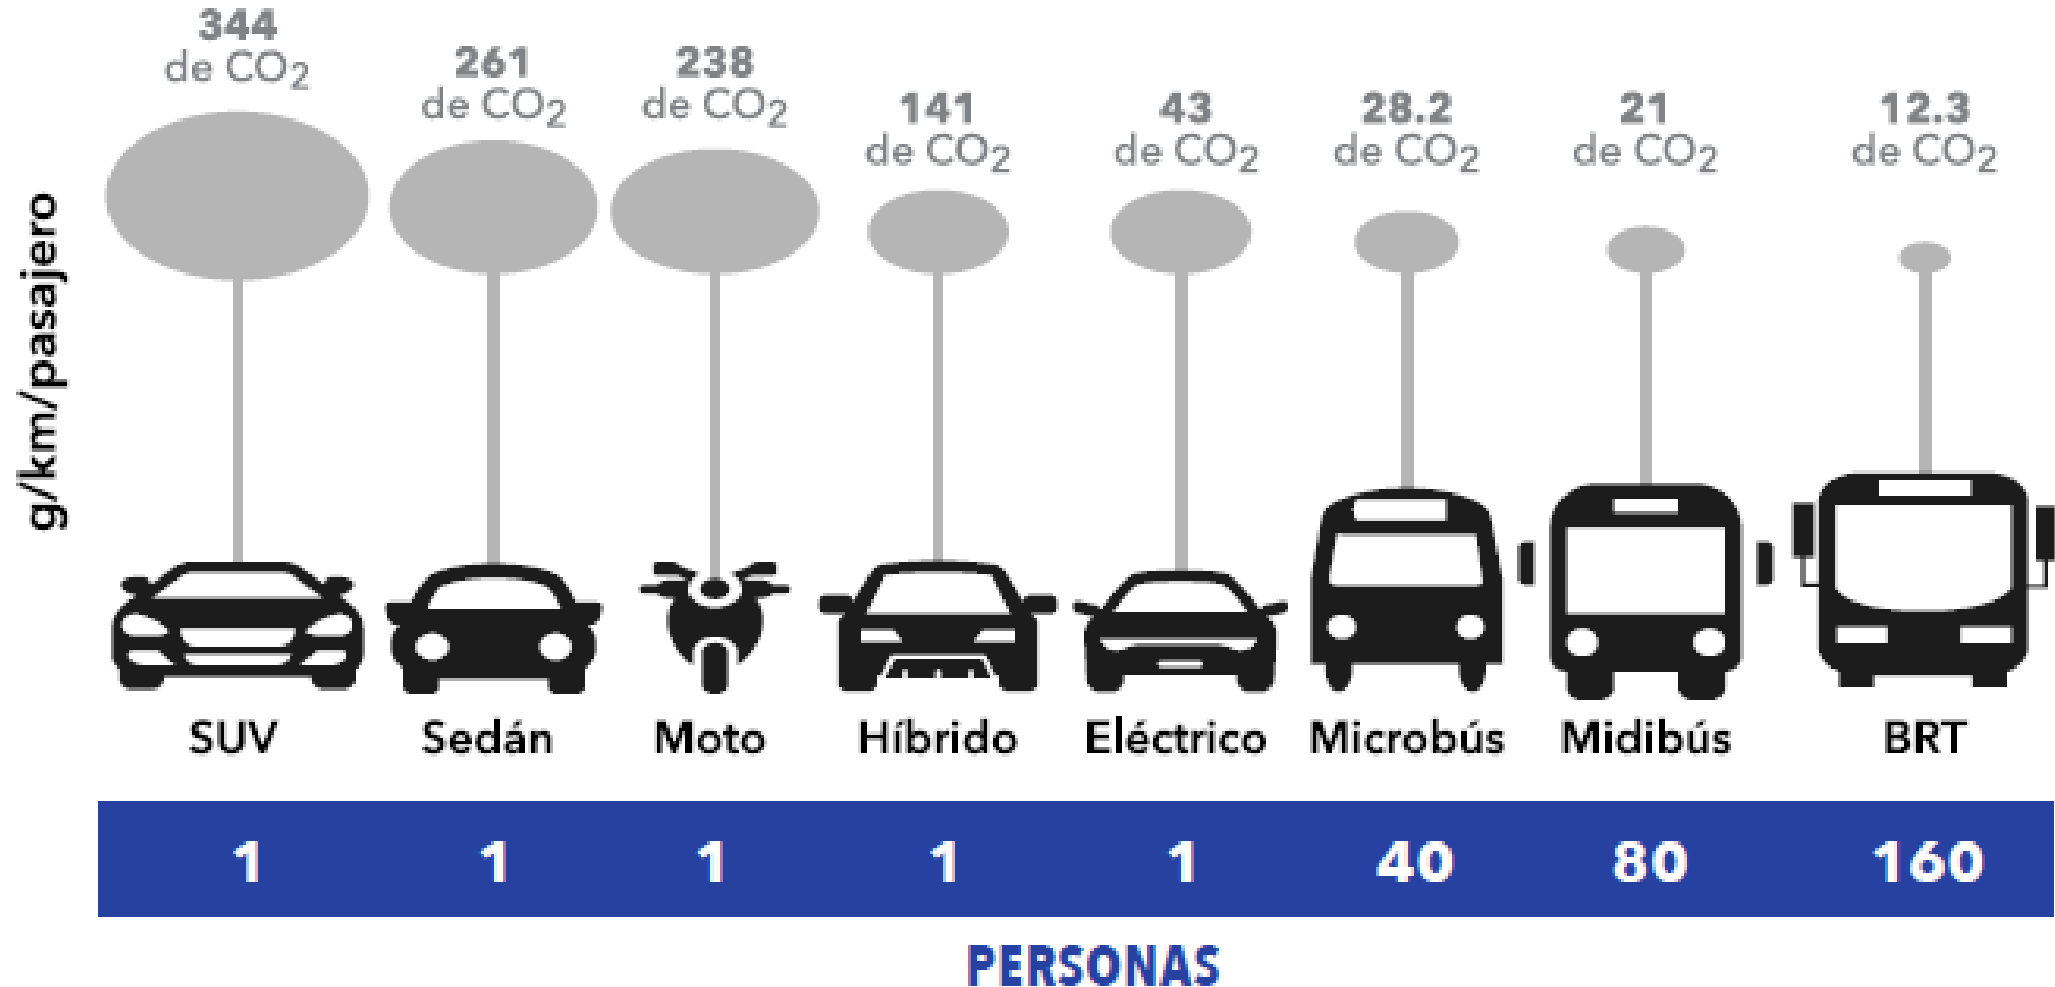 344
de CO₂
261
de CO₂
238
de CO₂
141
de CO₂
43
de CO₂
28.2
de CO₂
21
de CO₂
12.3
de CO₂
g/km/pasajero
SUV
Sedán
Moto
Híbrido
Eléctrico
Microbús
Midibús
BRT
1
1
1
1
1
40
80
160
PERSONAS